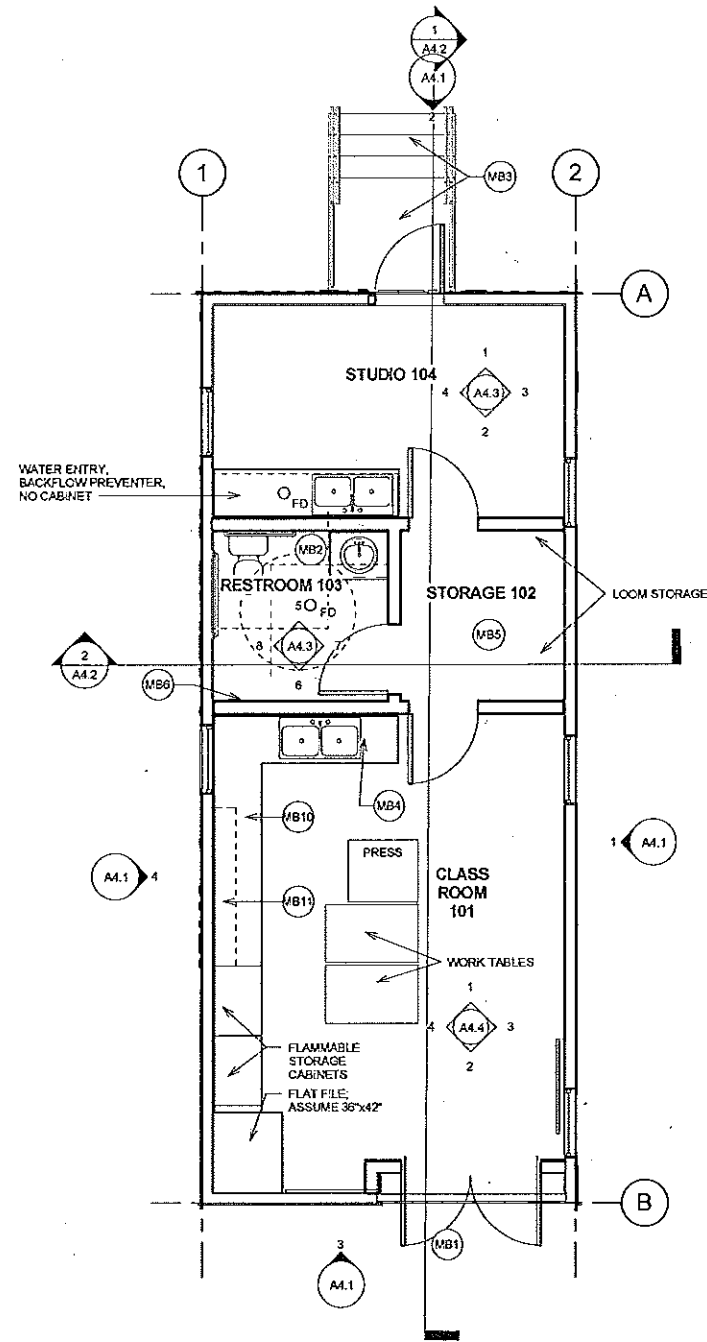 1
A4.2
A4.1
2
1
2
MB3
A
STUDIO 104
1
4 A4.3 3
2
WATER ENTRY,
BACKFLOW PREVENTER,
NO CABINET
FD
MB2
RESTROOM 103
5 FD
8 A4.3 7
6
STORAGE 102
MB5
LOOM STORAGE
2
A4.2
MB6
MB4
MB10
MB11
PRESS
CLASS
ROOM
101
A4.1 4
1 A4.1
WORK TABLES
1
4 A4.4 3
2
FLAMMABLE
STORAGE
CABINETS
FLAT FILE;
ASSUME 36"x42"
B
MB1
3
A4.1